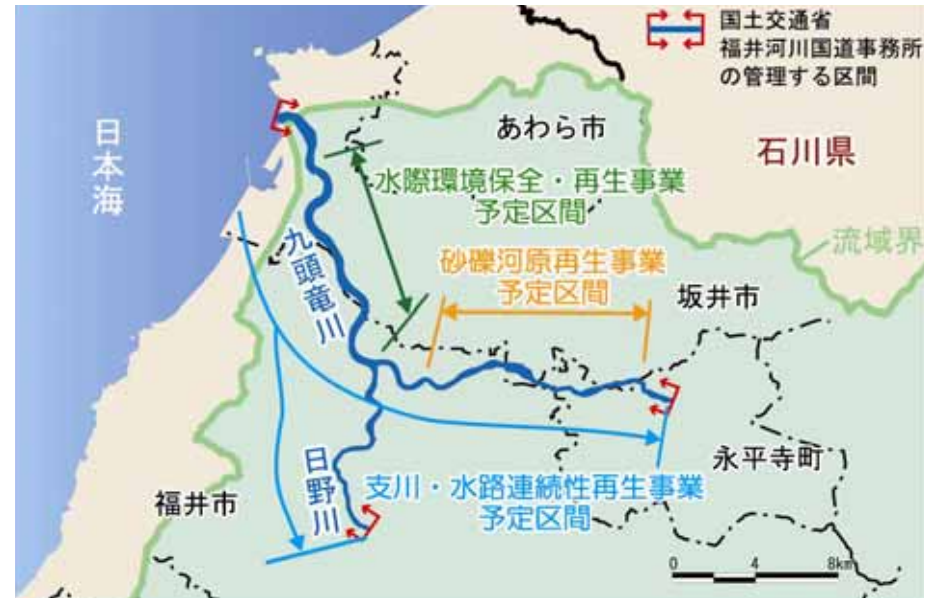 国土交通省
福井河川国道事務所
の管理する区間
日本海
あわら市
石川県
水際環境保全・再生事業
予定区間
流域界
九頭竜川
砂礫河原再生事業
予定区間
坂井市
日野川
永平寺町
支川・水路連続性再生事業
予定区間
福井市
0 4 8km